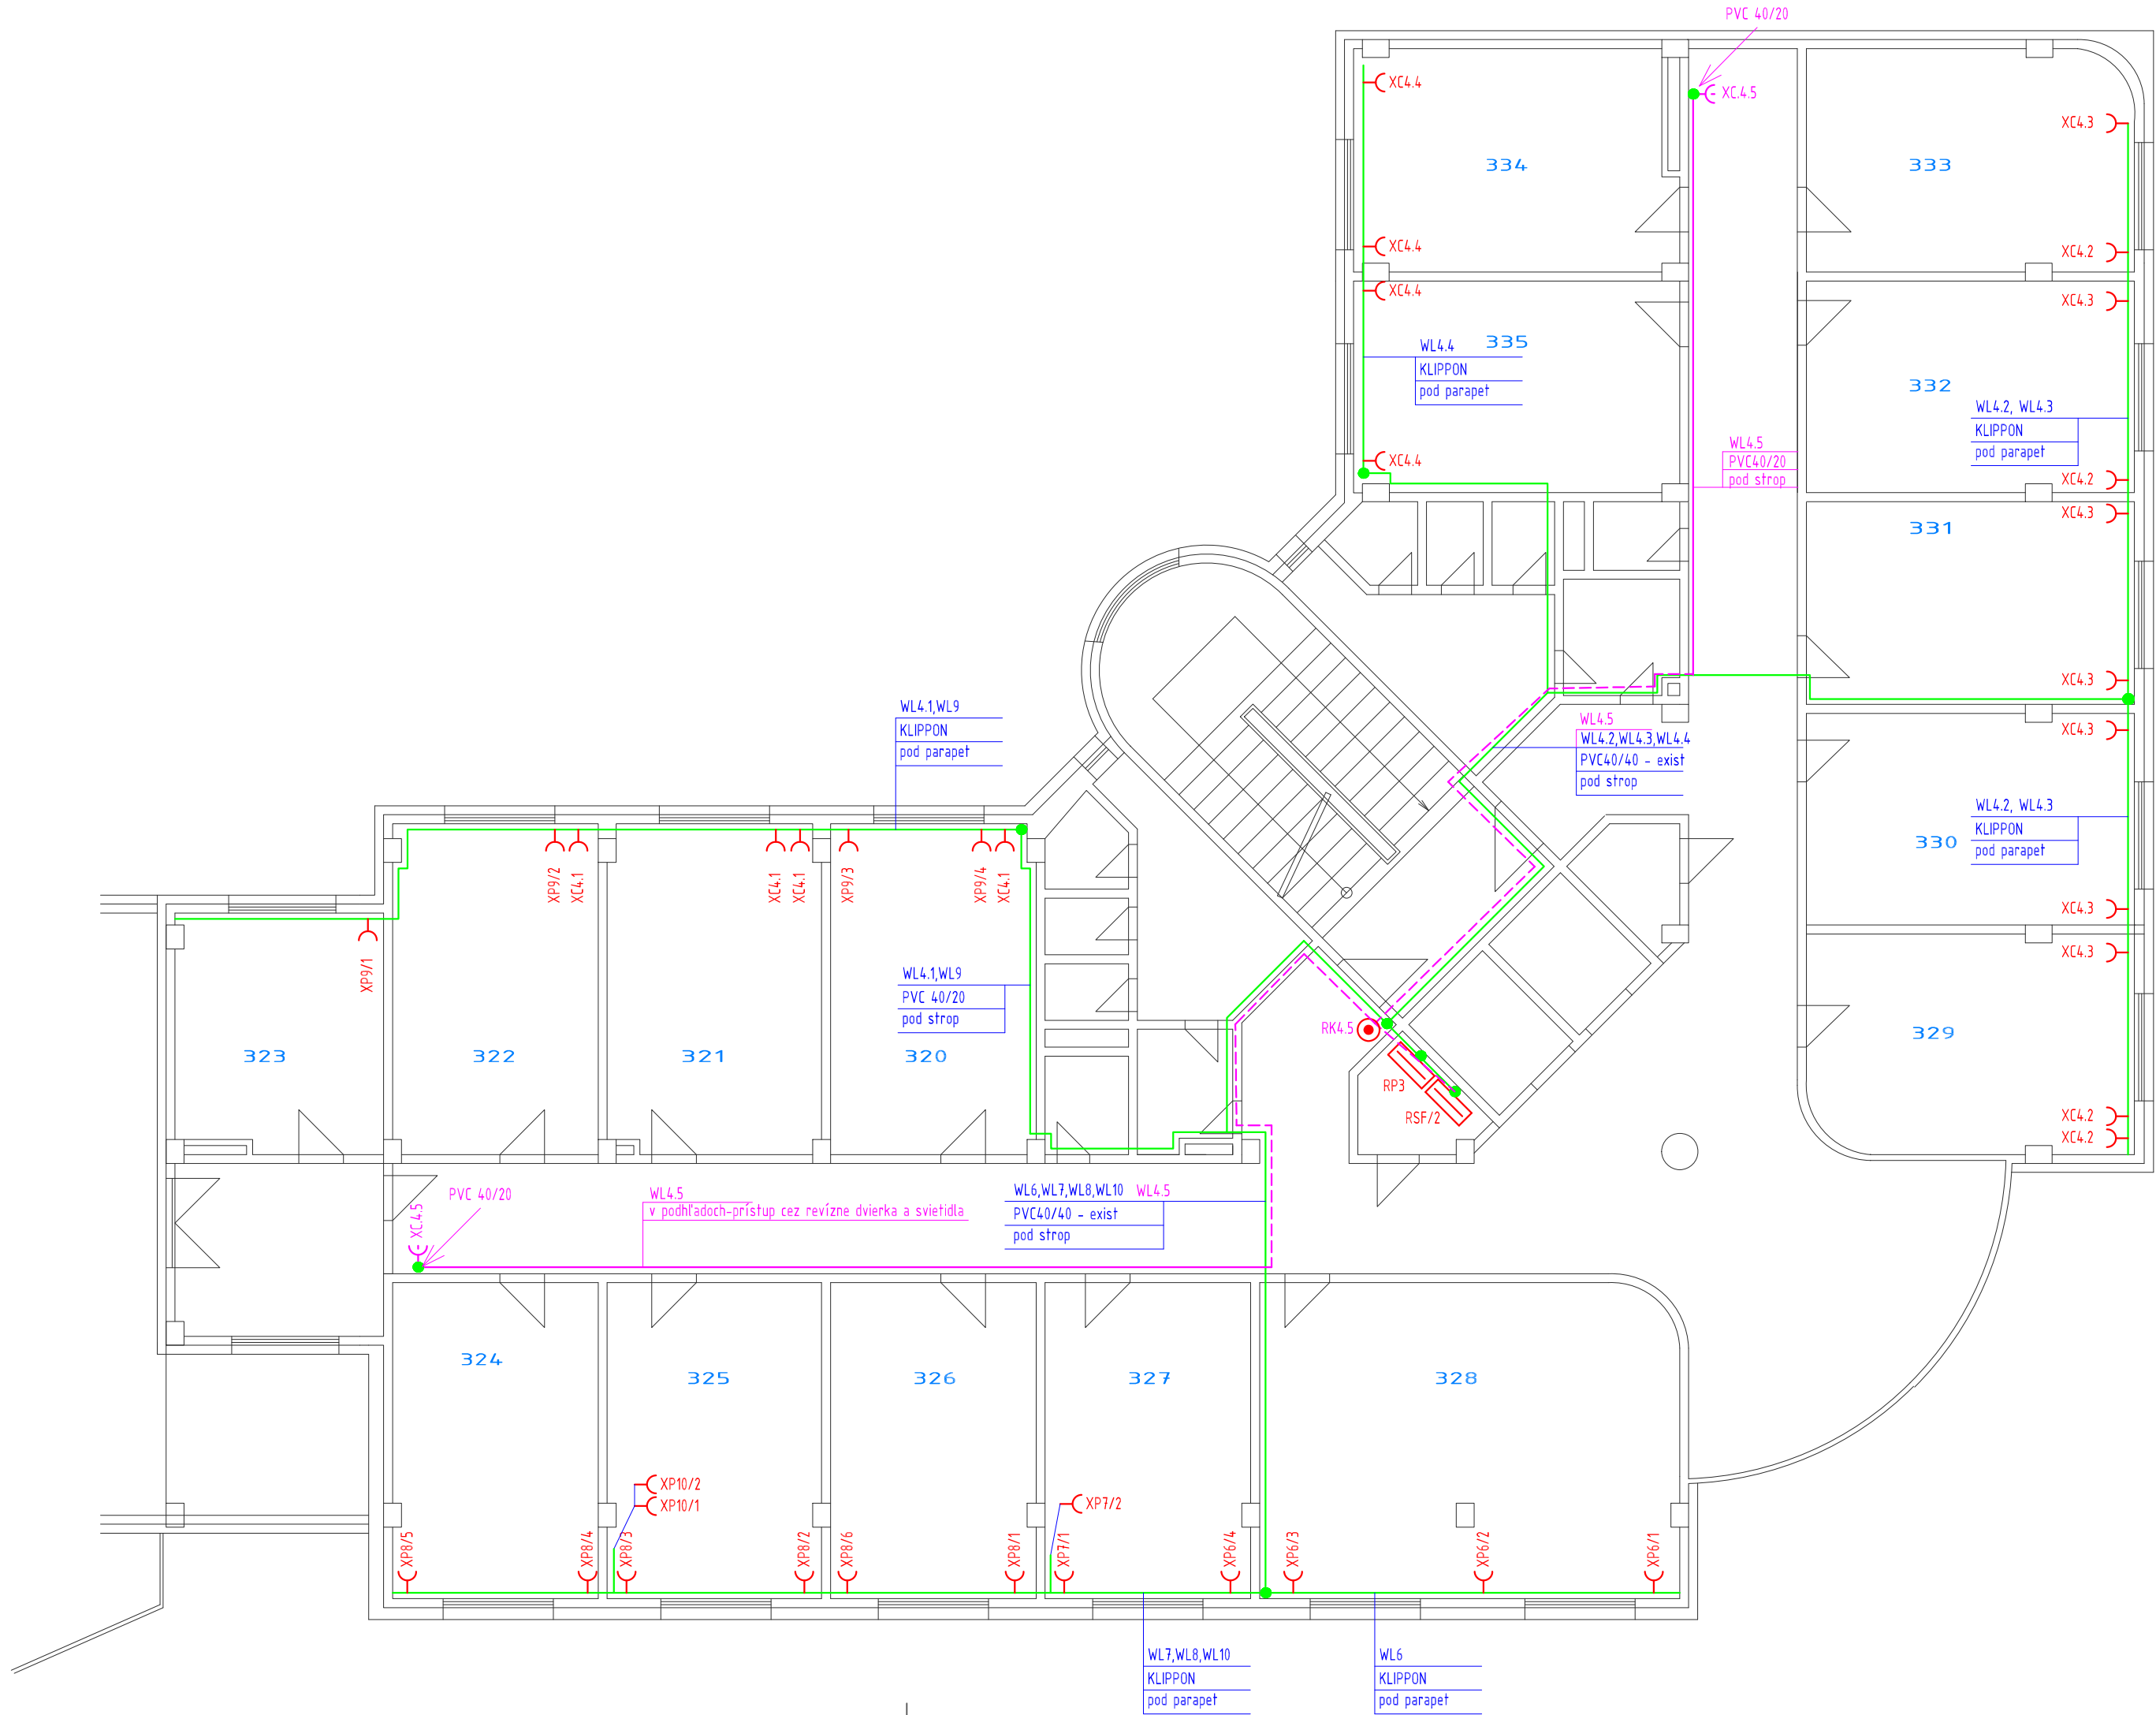 PVC 40/20
XC4.4
XC.4.5
XC4.3
334
333
XC4.4
XC4.2
XC4.4
XC4.3
WL4.4
335
KLIPPON
pod parapet
332
WL4.2, WL4.3
KLIPPON
pod parapet
WL4.5
PVC40/20
pod strop
XC4.4
XC4.2
XC4.3
331
XC4.3
WL4.1,WL9
KLIPPON
pod parapet
WL4.5
WL4.2,WL4.3,WL4.4
PVC40/40 - exist
pod strop
XC4.3
WL4.2, WL4.3
KLIPPON
pod parapet
330
XP9/2
XC4.1
XC4.1
XC4.1
XP9/3
XP9/4
XC4.1
XC4.3
XC4.3
XP9/1
WL4.1,WL9
PVC 40/20
pod strop
RK4.5
329
323
322
321
320
RP3
RSF/2
XC4.2
XC4.2
PVC 40/20
XC.4.5
WL4.5
v podhľadoch-prístup cez revízne dvierka a svietidla
WL6,WL7,WL8,WL10 WL4.5
PVC40/40 - exist
pod strop
324
325
326
327
328
XP10/2
XP10/1
XP7/2
XP8/5
XP8/4
XP8/3
XP8/2
XP8/6
XP8/1
XP7/1
XP6/4
XP6/3
XP6/2
XP6/1
WL7,WL8,WL10
KLIPPON
pod parapet
WL6
KLIPPON
pod parapet